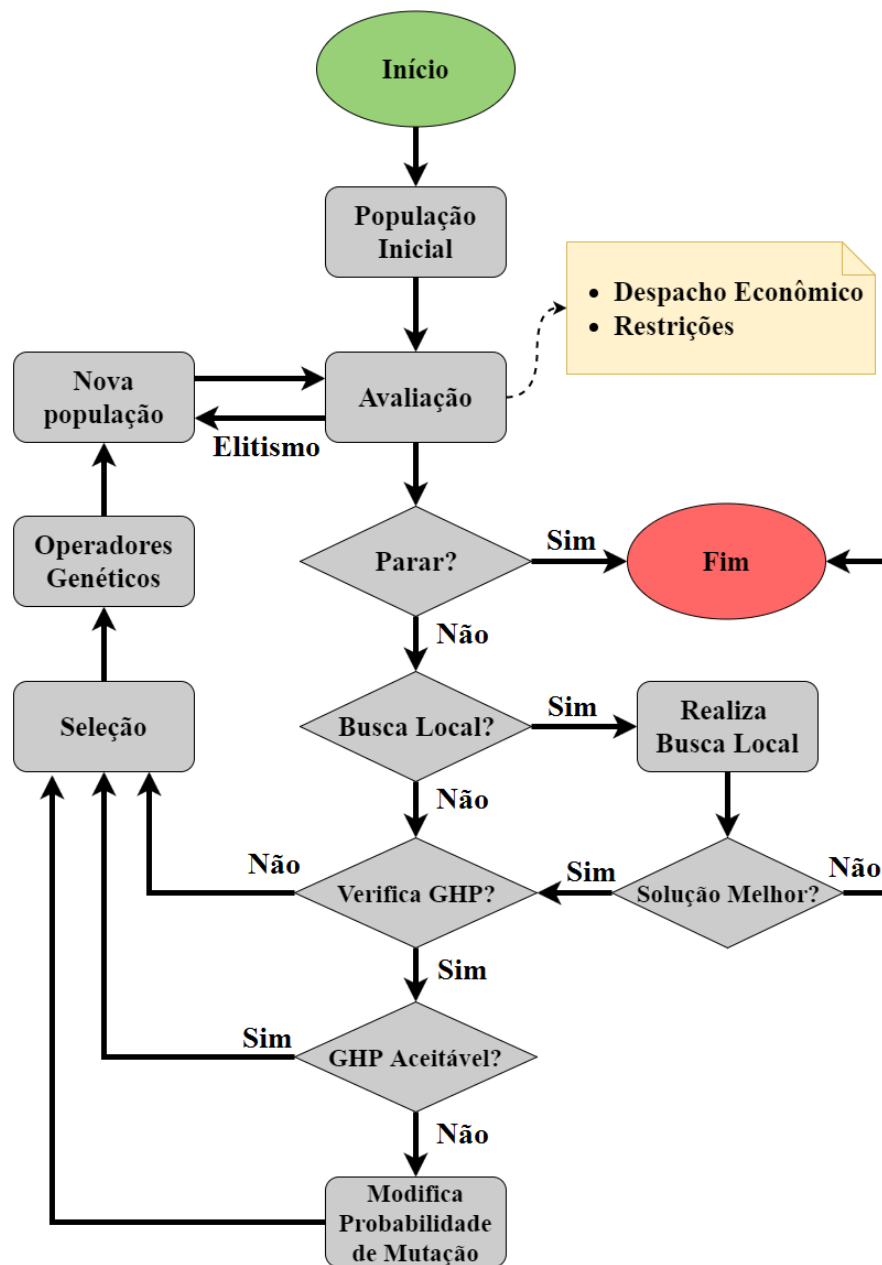 Início
População
Inicial
• Despacho Econômico
• Restrições
Nova
população
Avaliação
Elitismo
Operadores
Genéticos
Parar?
Sim
Fim
Não
Seleção
Busca Local?
Sim
Realiza
Busca Local
Não
Não
Verifica GHP?
Sim
Solução Melhor?
Não
Sim
Sim
GHP Aceitável?
Não
Modifica
Probabilidade
de Mutação